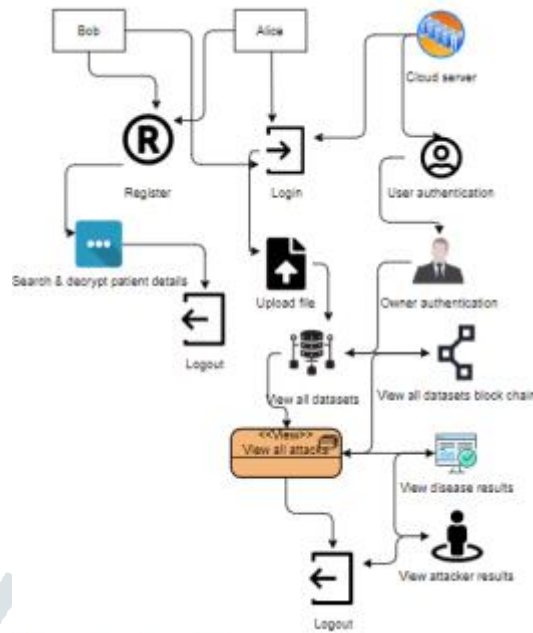 Bob
Alice
Cloud server
R
Register
Login
User authentication
Search & decrypt patient details
Upload file
Owner authentication
Logout
View all datasets
View all datasets block chain
<<View>>
View all attacks
View disease results
View attacker results
Logout